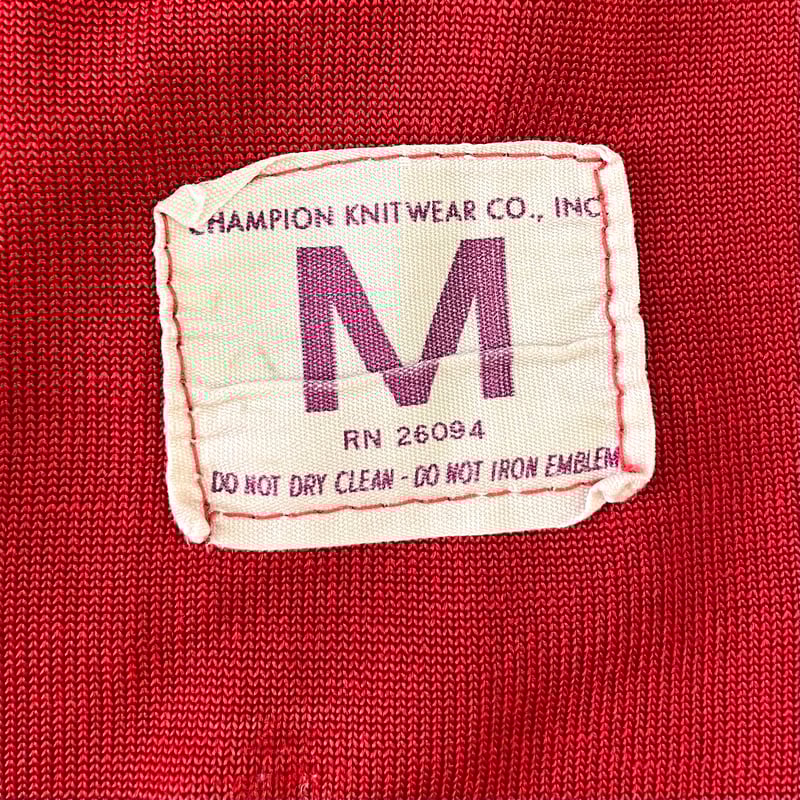 CHAMPION KNITWEAR CO., INC.
M
RN 26094
DO NOT DRY CLEAN - DO NOT IRON EMBLEM